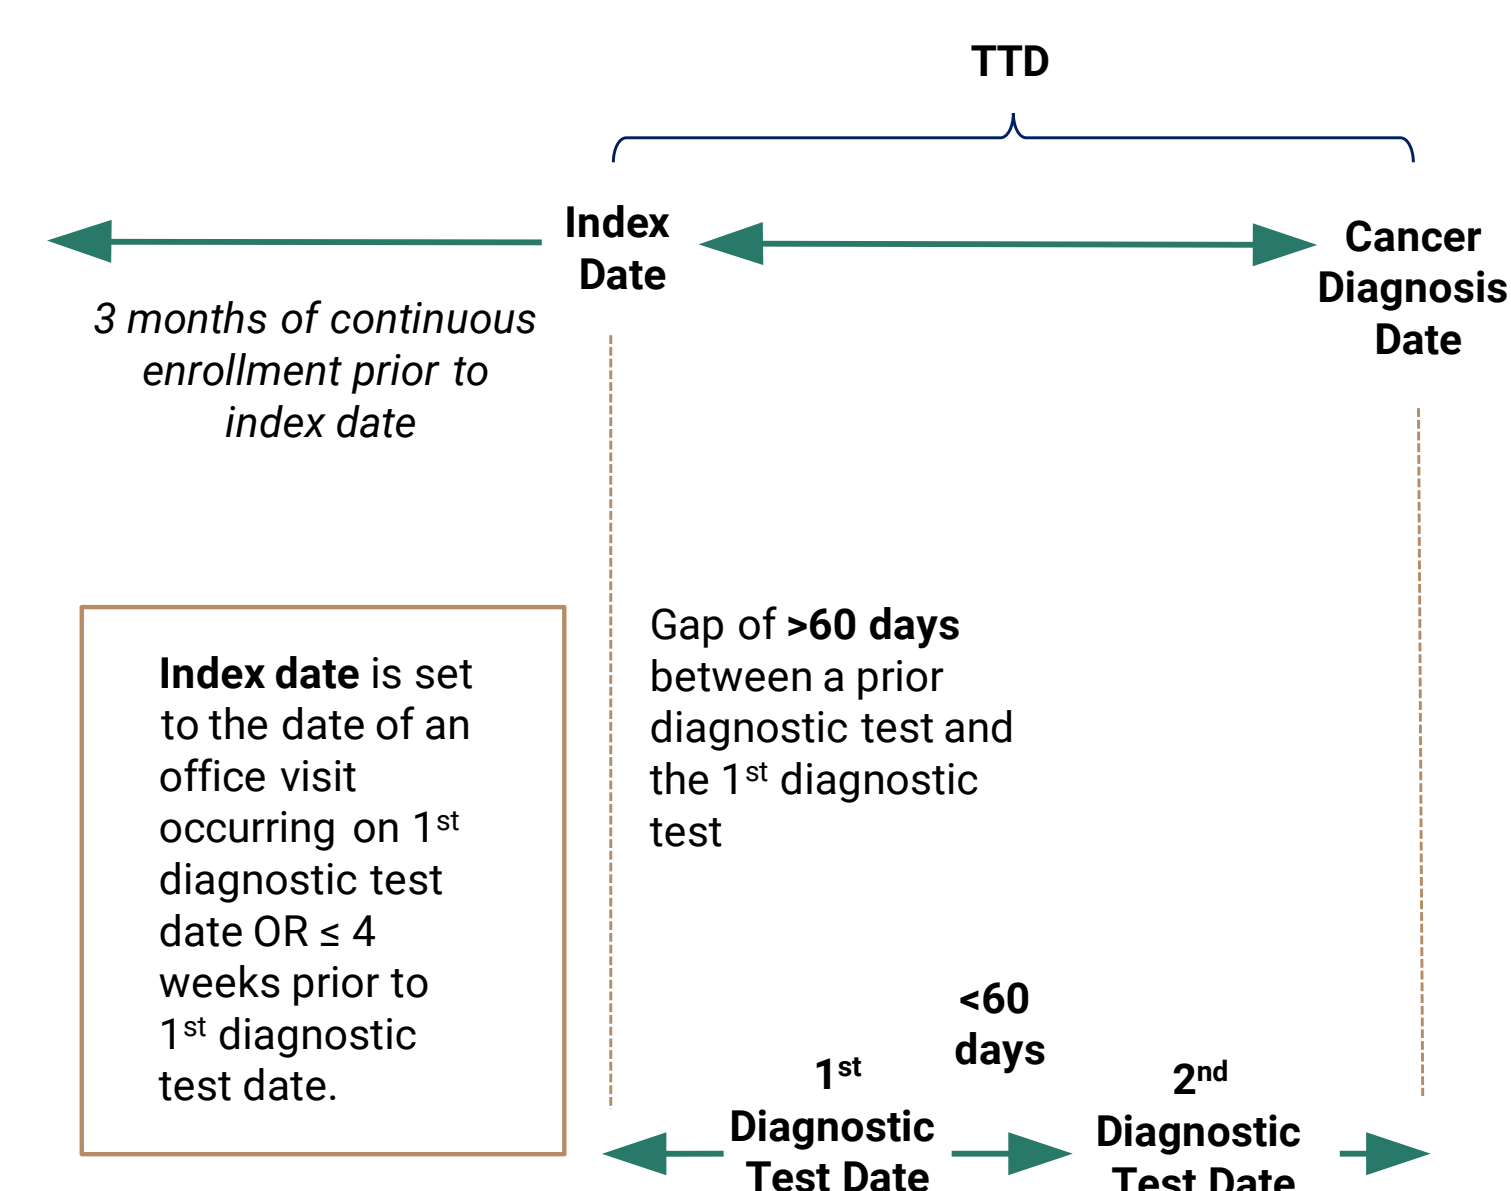 TTD
Index
Date
Cancer
Diagnosis
Date
3 months of continuous
enrollment prior to
index date
Index date is set
to the date of an
office visit
occurring on 1st
diagnostic test
date OR ≤ 4
weeks prior to
1st diagnostic
test date.
Gap of >60 days
between a prior
diagnostic test and
the 1st diagnostic
test
<60
days
1st
Diagnostic
Test Date
2nd
Diagnostic
Test Date